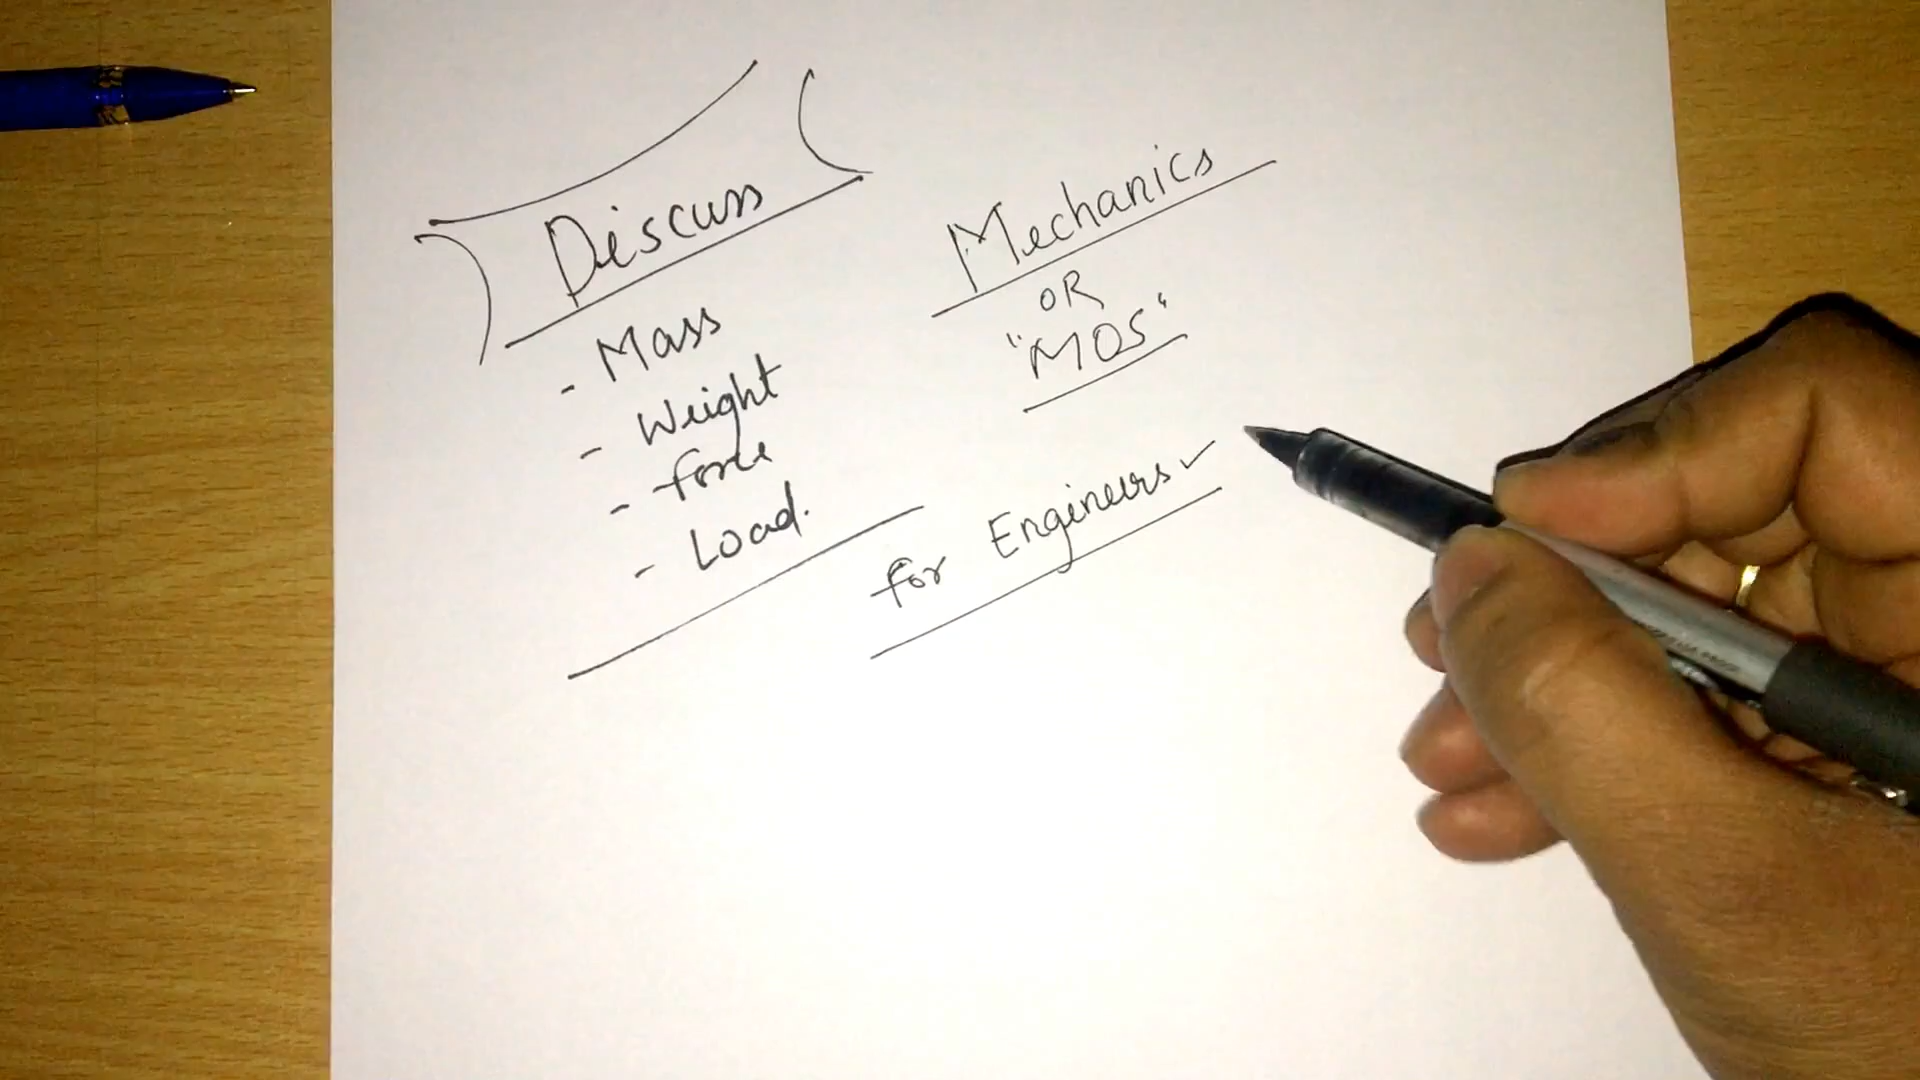 Discuss
- Mass
- Weight
- force
- Load.
Mechanics
OR
"MOS"
for Engineers ✓